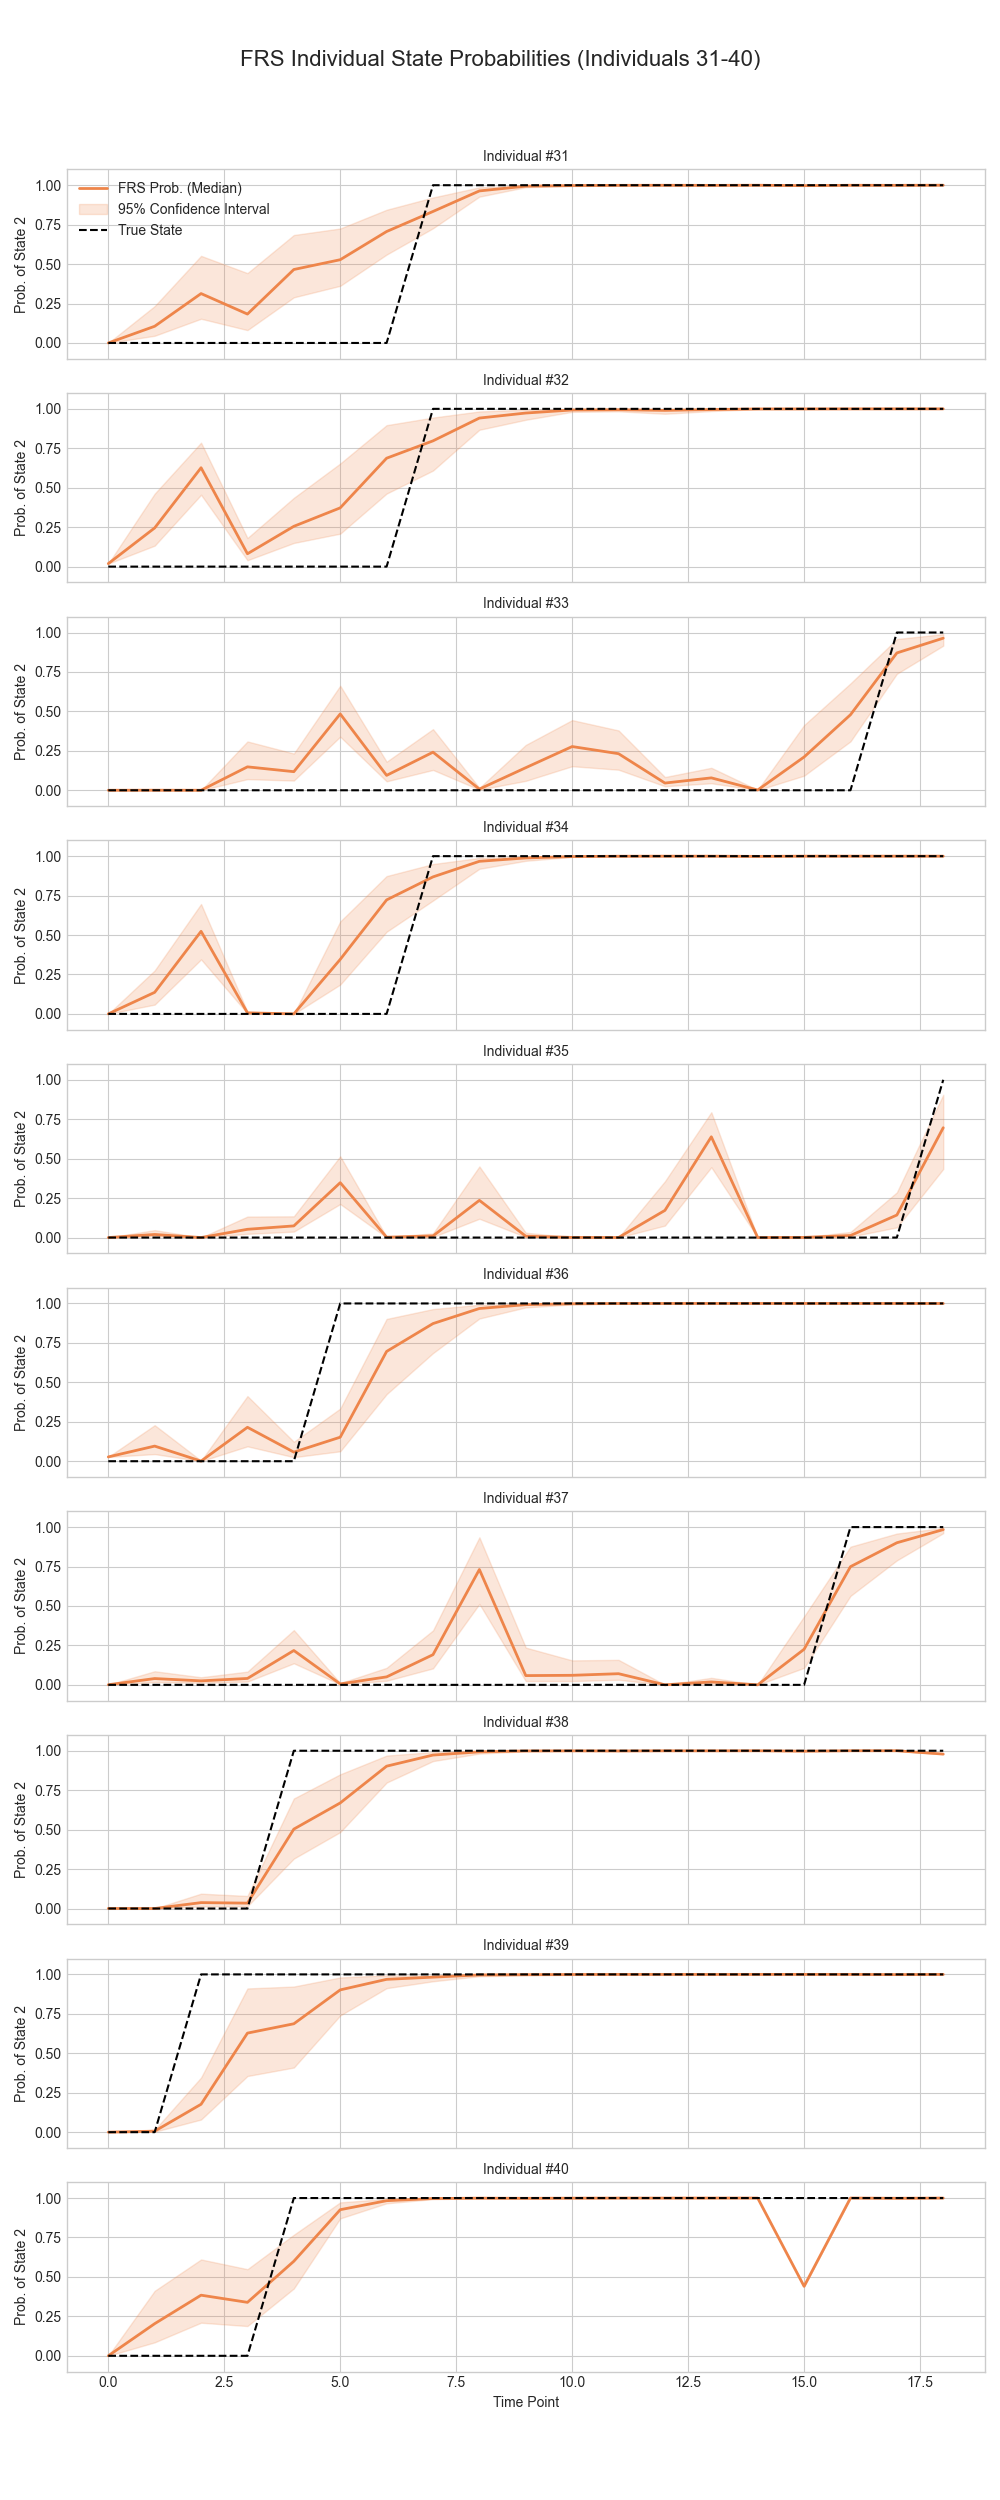 FRS Individual State Probabilities (Individuals 31-40)
Individual #31
1.00
0.75
0.50
0.25
0.00
Prob. of State 2
FRS Prob. (Median)
95% Confidence Interval
True State
Individual #32
1.00
0.75
0.50
0.25
0.00
Prob. of State 2
Individual #33
1.00
0.75
0.50
0.25
0.00
Prob. of State 2
Individual #34
1.00
0.75
0.50
0.25
0.00
Prob. of State 2
Individual #35
1.00
0.75
0.50
0.25
0.00
Prob. of State 2
Individual #36
1.00
0.75
0.50
0.25
0.00
Prob. of State 2
Individual #37
1.00
0.75
0.50
0.25
0.00
Prob. of State 2
Individual #38
1.00
0.75
0.50
0.25
0.00
Prob. of State 2
Individual #39
1.00
0.75
0.50
0.25
0.00
Prob. of State 2
Individual #40
1.00
0.75
0.50
0.25
0.00
Prob. of State 2
0.0 2.5 5.0 7.5 10.0 12.5 15.0 17.5
Time Point